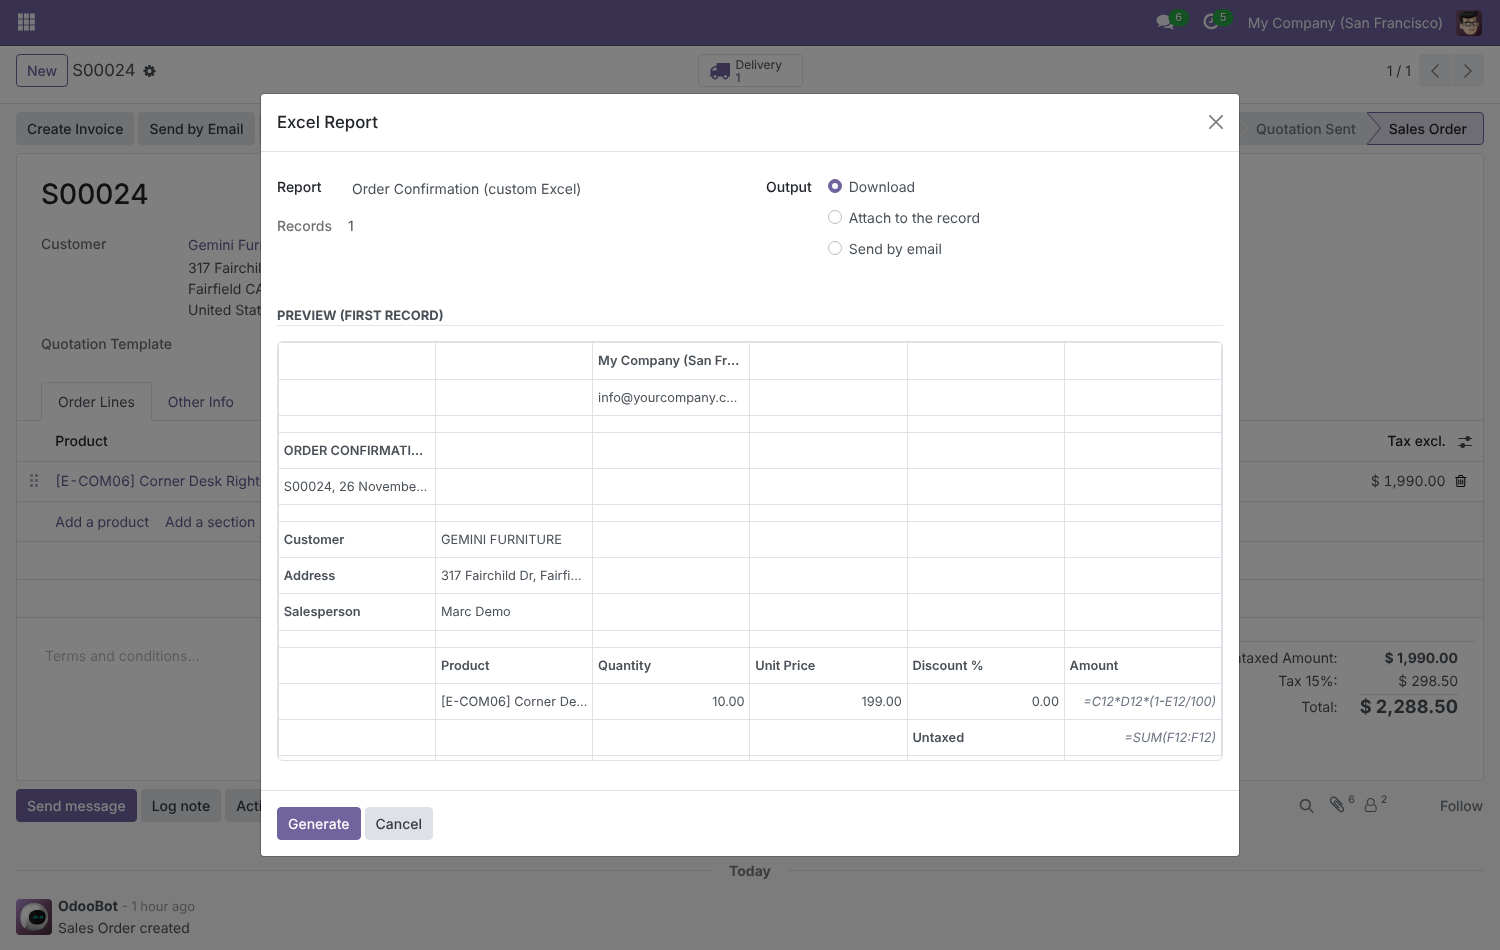 6
5
My Company (San Francisco)
New
S00024
Delivery
1
1 / 1
Create Invoice
Send by Email
Quotation Sent
Sales Order
Excel Report
Report
Order Confirmation (custom Excel)
Records
1
Output
Download
Attach to the record
Send by email
PREVIEW (FIRST RECORD)
My Company (San Fr...
info@yourcompany.c...
ORDER CONFIRMATI...
S00024, 26 Novembe...
Customer GEMINI FURNITURE
Address 317 Fairchild Dr, Fairfi...
Salesperson Marc Demo
Product Quantity Unit Price Discount % Amount
[E-COM06] Corner De... 10.00 199.00 0.00 =C12*D12*(1-E12/100)
Untaxed =SUM(F12:F12)
Generate
Cancel
S00024
Customer
Gemini Fur
317 Fairchil
Fairfield CA
United Stat
Quotation Template
Order Lines
Other Info
Product
Tax excl.
[E-COM06] Corner Desk Right
$ 1,990.00
Add a product
Add a section
Terms and conditions...
taxed Amount: $ 1,990.00
Tax 15%: $ 298.50
Total: $ 2,288.50
Send message
Log note
Acti
6
2
Follow
Today
OdooBot - 1 hour ago
Sales Order created